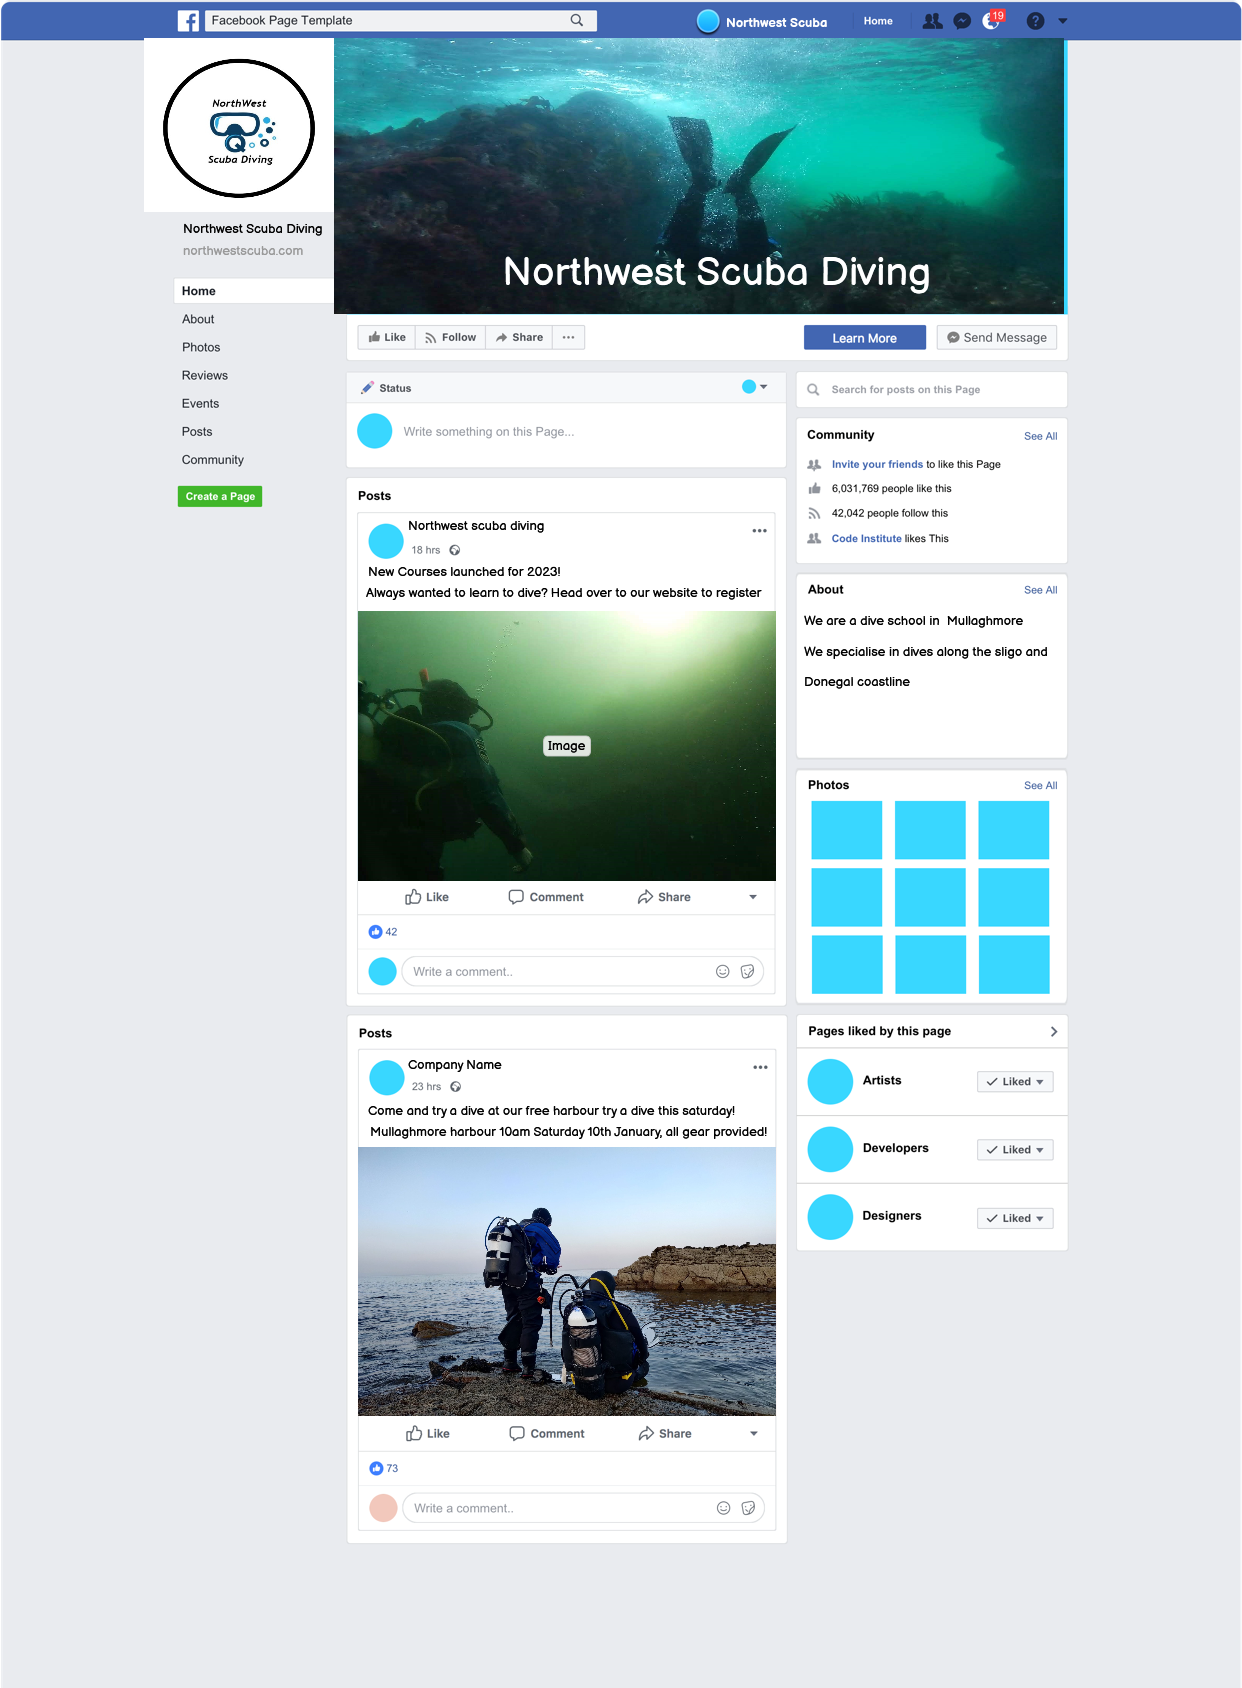 Facebook Page Template
Northwest Scuba
Home
19
?
NorthWest
Scuba Diving
Northwest Scuba Diving
northwestscuba.com
Home
About
Photos
Reviews
Events
Posts
Community
Create a Page
Northwest Scuba Diving
Like
Follow
Share
Learn More
Send Message
Status
Write something on this Page...
Posts
Northwest scuba diving
18 hrs
New Courses launched for 2023!
Always wanted to learn to dive? Head over to our website to register
Image
Like
Comment
Share
42
Write a comment..
Posts
Company Name
23 hrs
Come and try a dive at our free harbour try a dive this saturday!
Mullaghmore harbour 10am Saturday 10th January, all gear provided!
Like
Comment
Share
73
Write a comment..
Search for posts on this Page
Community
See All
Invite your friends to like this Page
6,031,769 people like this
42,042 people follow this
Code Institute likes This
About
See All
We are a dive school in Mullaghmore
We specialise in dives along the sligo and
Donegal coastline
Photos
See All
Pages liked by this page
Artists
Liked
Developers
Liked
Designers
Liked